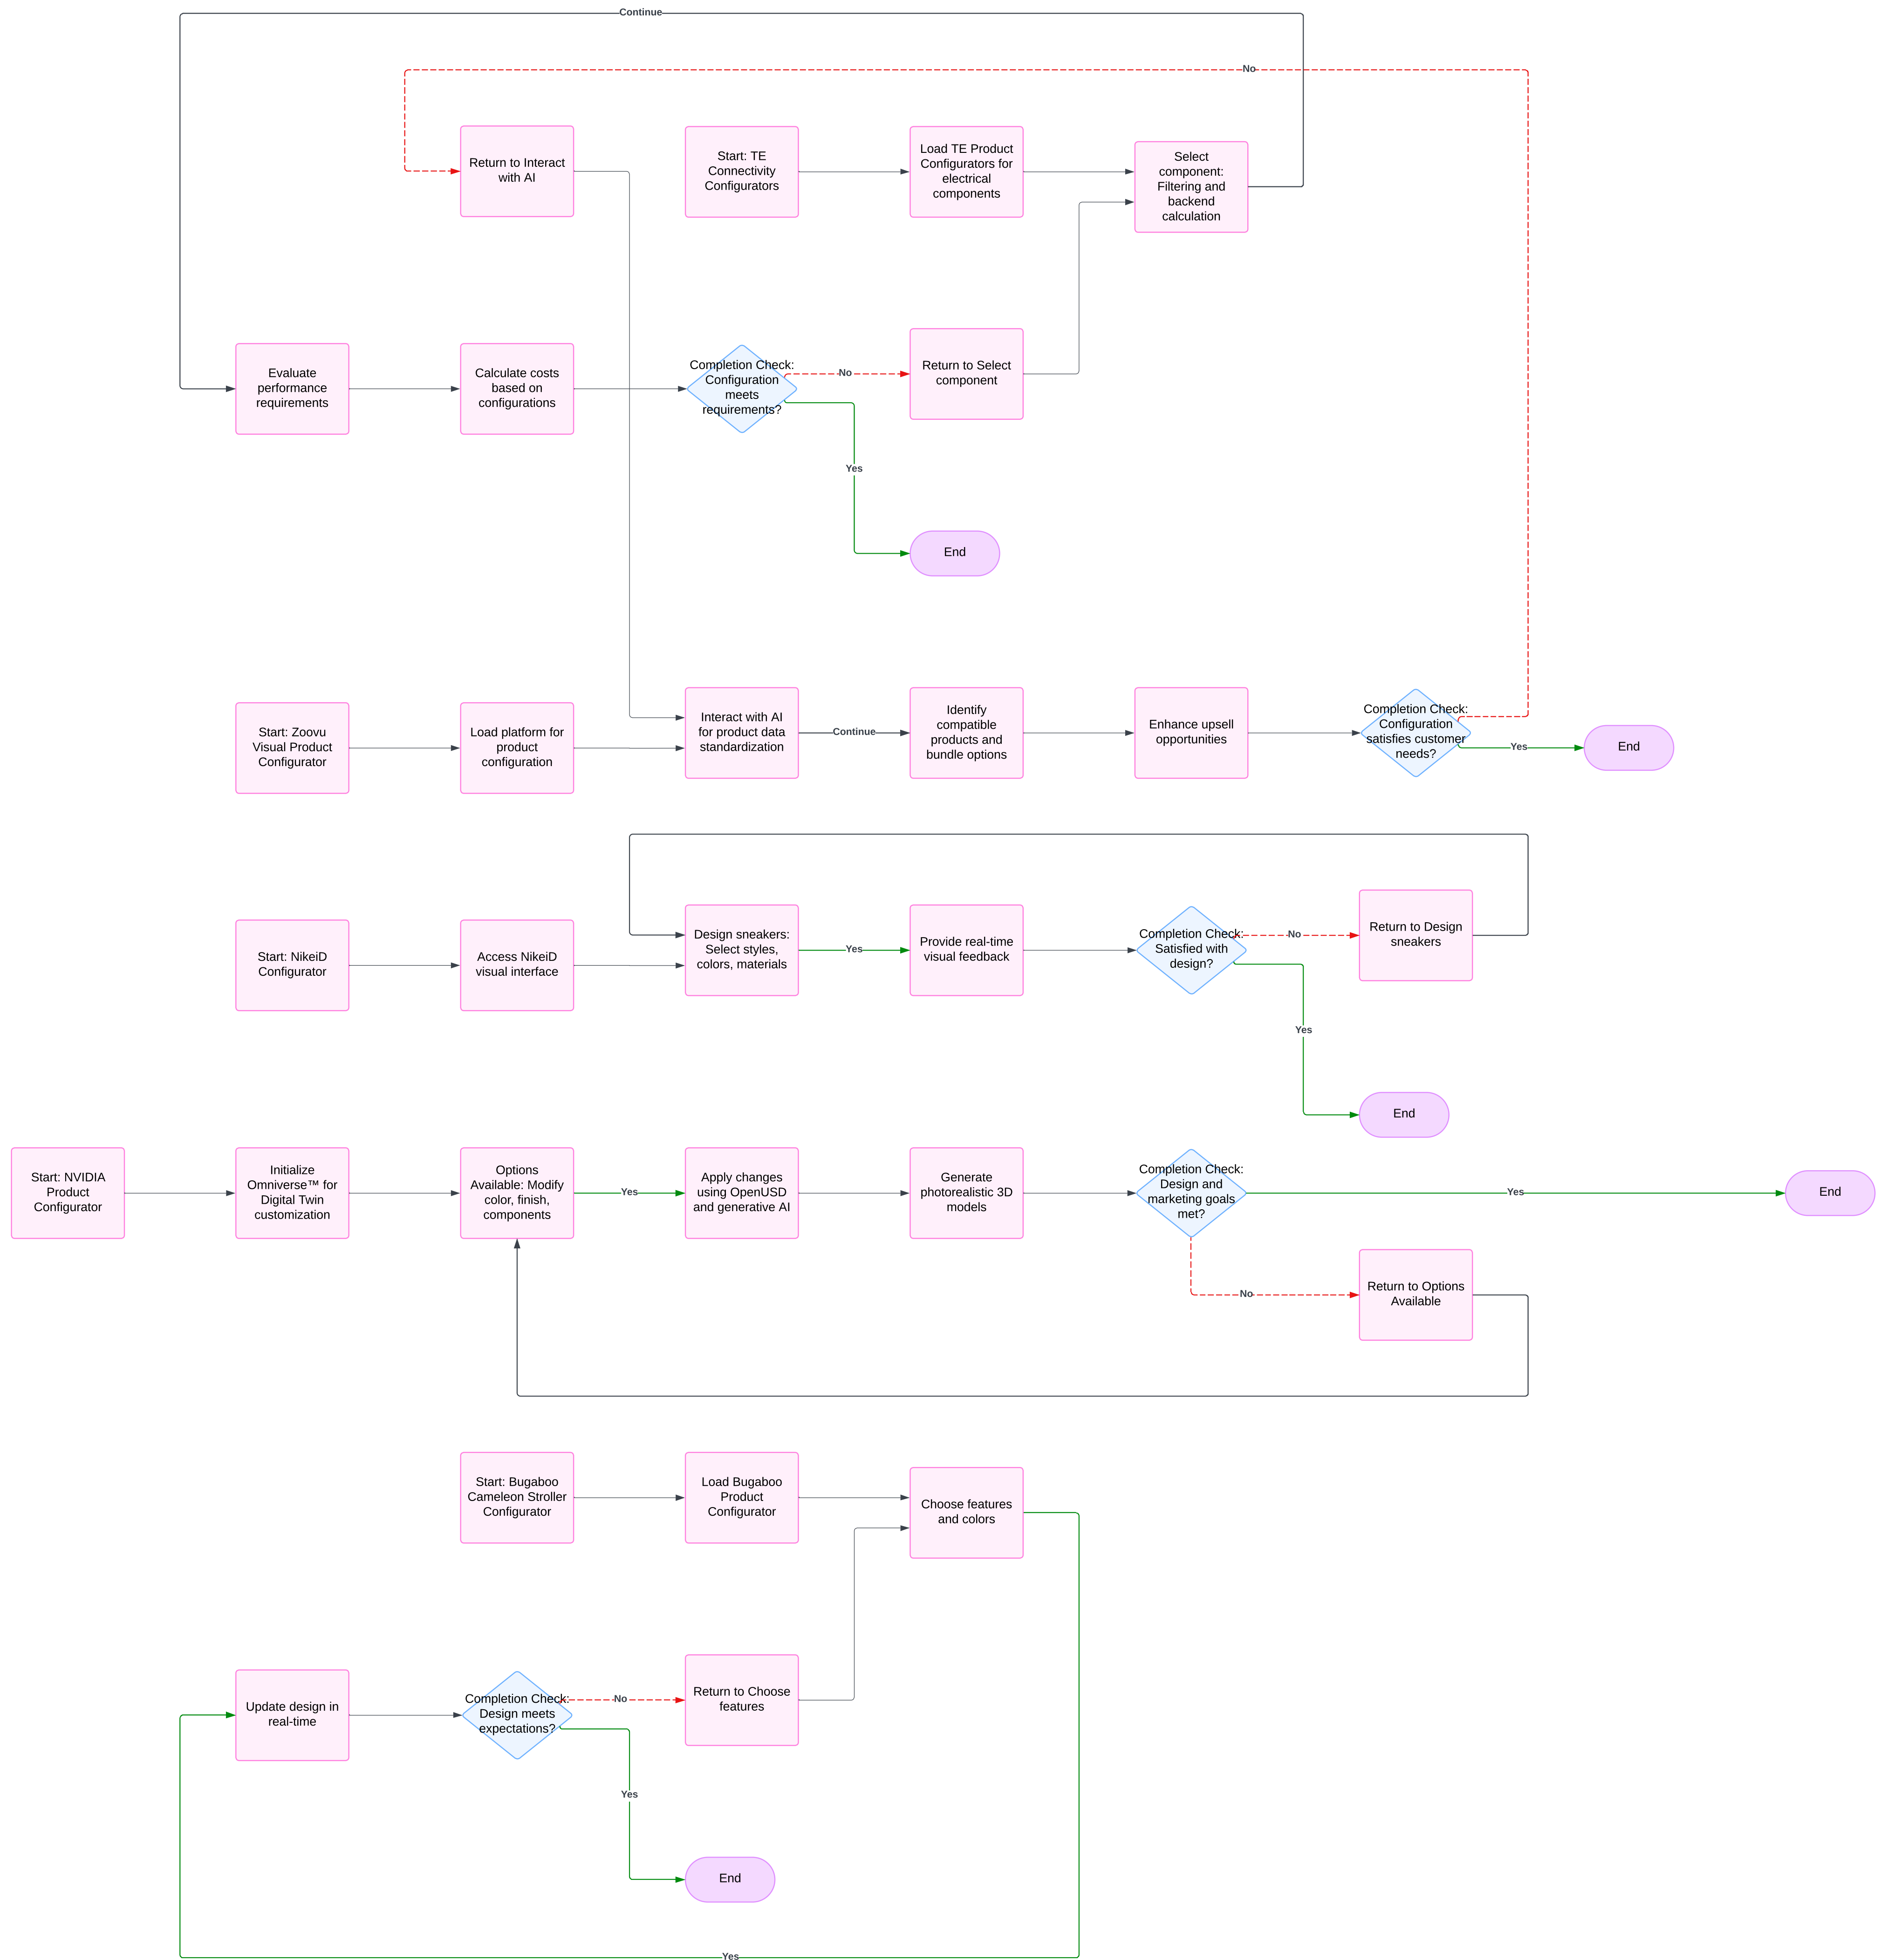 Continue
No
Return to Interact
with AI
Start: TE
Connectivity
Configurators
Load TE Product
Configurators for
electrical
components
Select
component:
Filtering and
backend
calculation
Evaluate
performance
requirements
Calculate costs
based on
configurations
Completion Check:
Configuration
meets
requirements?
No
Return to Select
component
Yes
End
Start: Zoovu
Visual Product
Configurator
Load platform for
product
configuration
Interact with AI
for product data
standardization
Continue
Identify
compatible
products and
bundle options
Enhance upsell
opportunities
Completion Check:
Configuration
satisfies customer
needs?
Yes
End
Start: NikeiD
Configurator
Access NikeiD
visual interface
Design sneakers:
Select styles,
colors, materials
Yes
Provide real-time
visual feedback
Completion Check:
Satisfied with
design?
No
Return to Design
sneakers
Yes
End
Start: NVIDIA
Product
Configurator
Initialize
Omniverse™ for
Digital Twin
customization
Options
Available: Modify
color, finish,
components
Yes
Apply changes
using OpenUSD
and generative AI
Generate
photorealistic 3D
models
Completion Check:
Design and
marketing goals
met?
Yes
End
No
Return to Options
Available
Start: Bugaboo
Cameleon Stroller
Configurator
Load Bugaboo
Product
Configurator
Choose features
and colors
Update design in
real-time
Completion Check:
Design meets
expectations?
No
Return to Choose
features
Yes
End
Yes